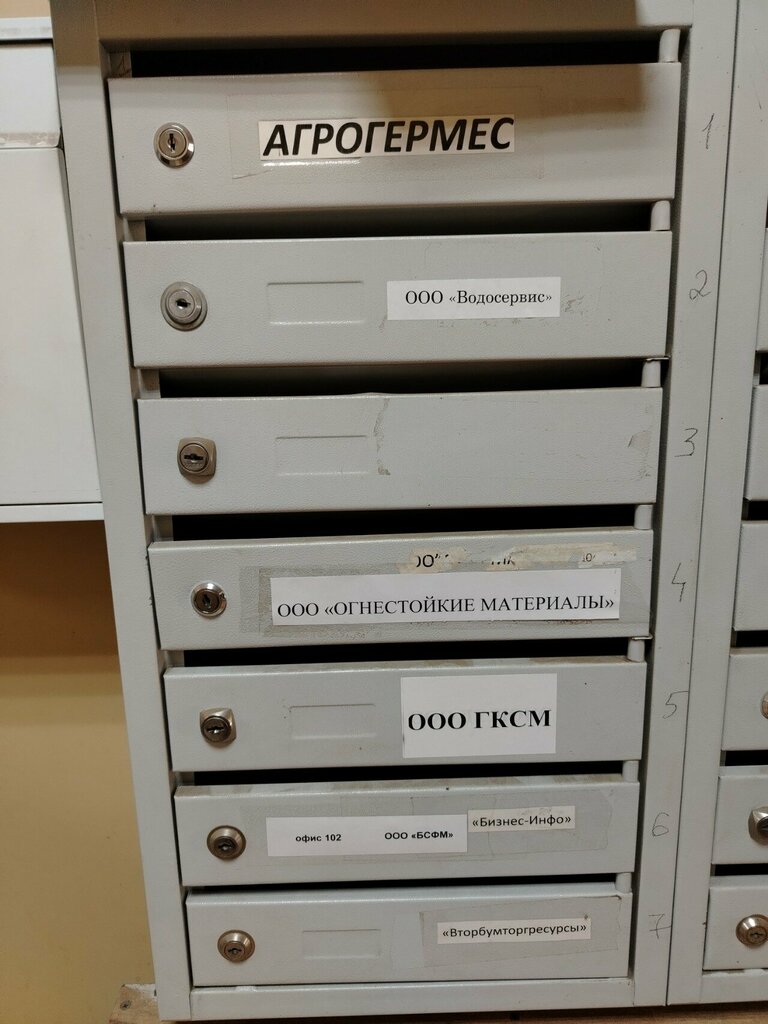 АГРОГЕРМЕС
1
ООО «Водосервис»
2
3
ООО «ОГНЕСТОЙКИЕ МАТЕРИАЛЫ»
4
ООО ГКСМ
5
«Бизнес-Инфо»
офис 102 ООО «БСФМ»
6
«Вторбумторгресурсы»
7